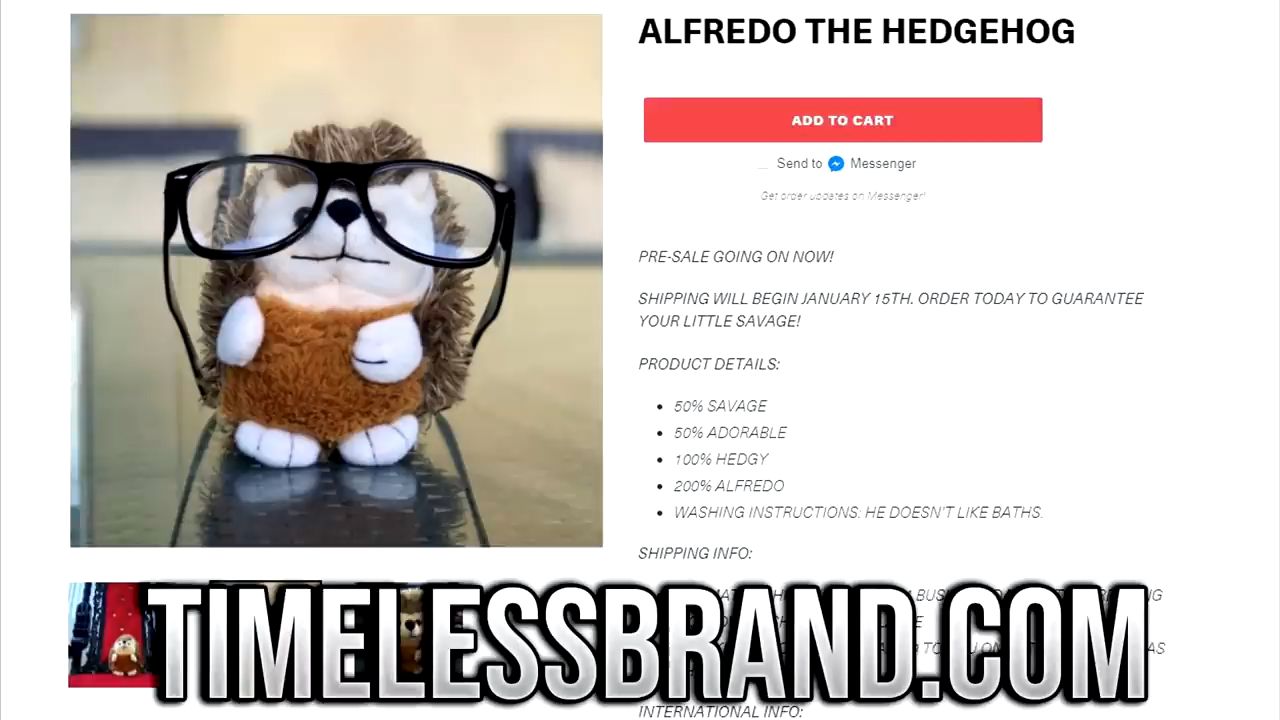 ALFREDO THE HEDGEHOG
ADD TO CART
Send to Messenger
Get order updates on Messenger!
PRE-SALE GOING ON NOW!
SHIPPING WILL BEGIN JANUARY 15TH. ORDER TODAY TO GUARANTEE
YOUR LITTLE SAVAGE!
PRODUCT DETAILS:
50% SAVAGE
50% ADORABLE
100% HEDGY
200% ALFREDO
WASHING INSTRUCTIONS: HE DOESN'T LIKE BATHS.
SHIPPING INFO:
TIMELESSBRAND.COM
INTERNATIONAL INFO: